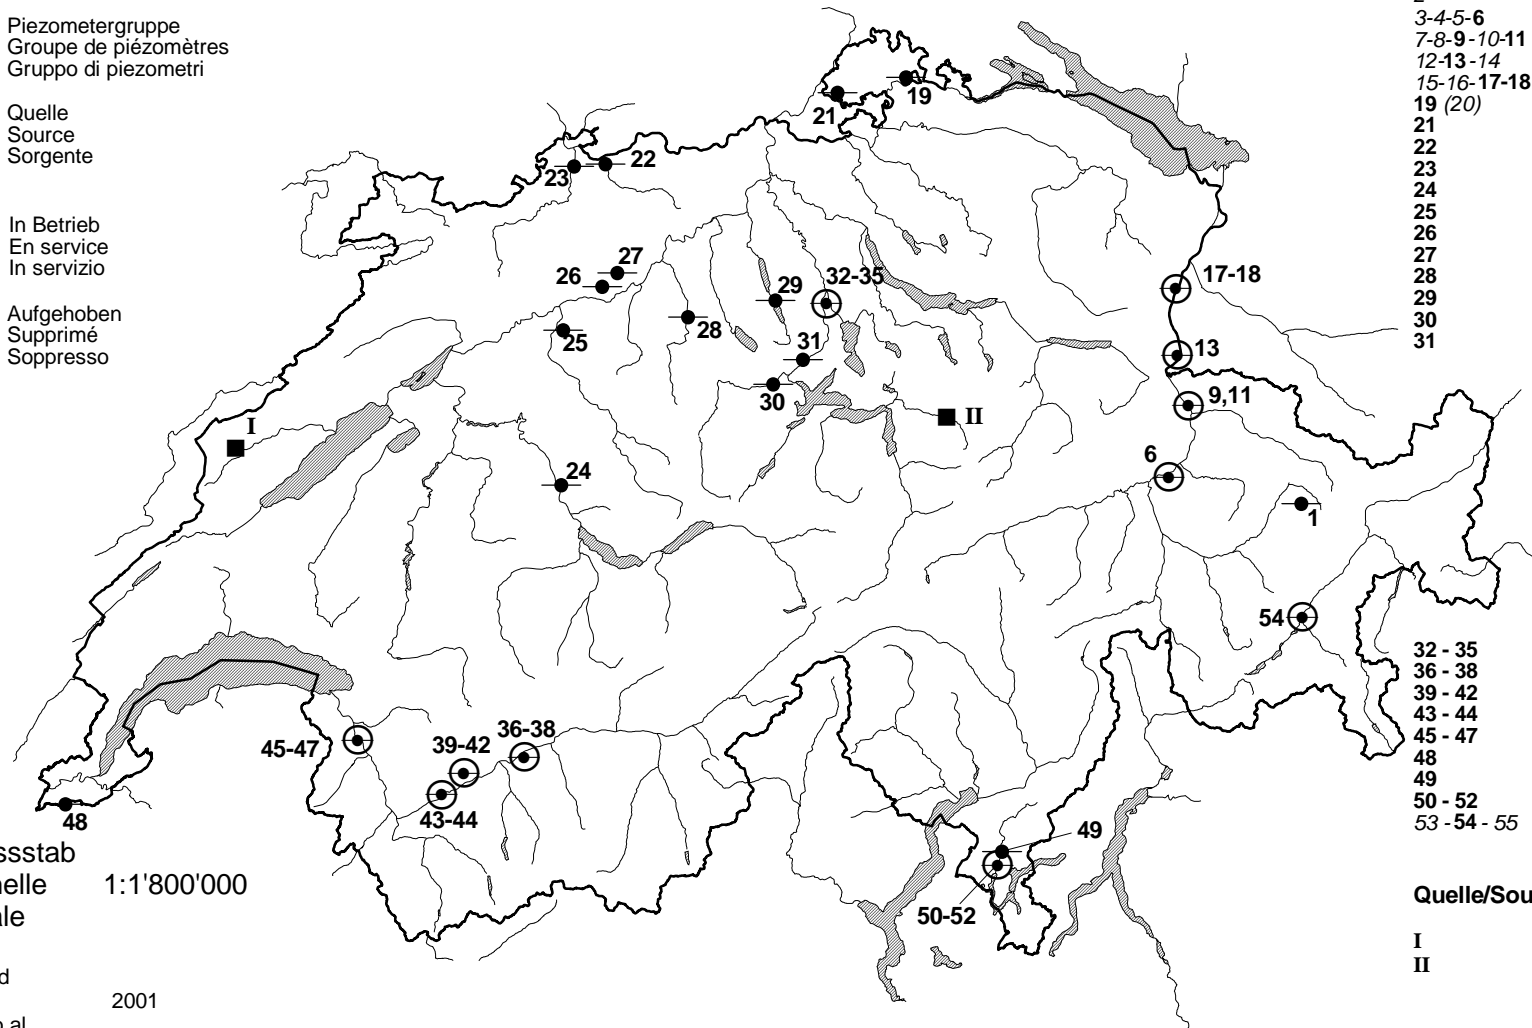 Piezometergruppe
Groupe de piézomètres
Gruppo di piezometri
Quelle
Source
Sorgente
In Betrieb
En service
In servizio
Aufgehoben
Supprimé
Soppresso
19
21
22
23
27
26
25
28
29
32-35
31
30
24
17-18
13
9,11
6
1
54
I
II
45-47
39-42
36-38
43-44
48
49
50-52
1:1'800'000
2001
3-4-5-6
7-8-9-10-11
12-13-14
15-16-17-18
19 (20)
21
22
23
24
25
26
27
28
29
30
31
32 - 35
36 - 38
39 - 42
43 - 44
45 - 47
48
49
50 - 52
53 - 54 - 55
Quelle/Sou
I
II